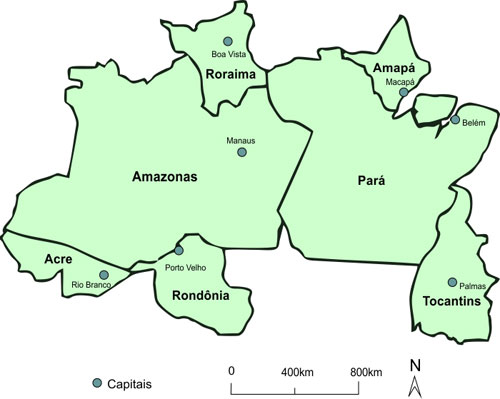 Boa Vista
Roraima
Amapá
Macapá
Belém
Manaus
Amazonas
Pará
Acre
Rio Branco
Porto Velho
Rondônia
Palmas
Tocantins
0 400km 800km
N
Capitais